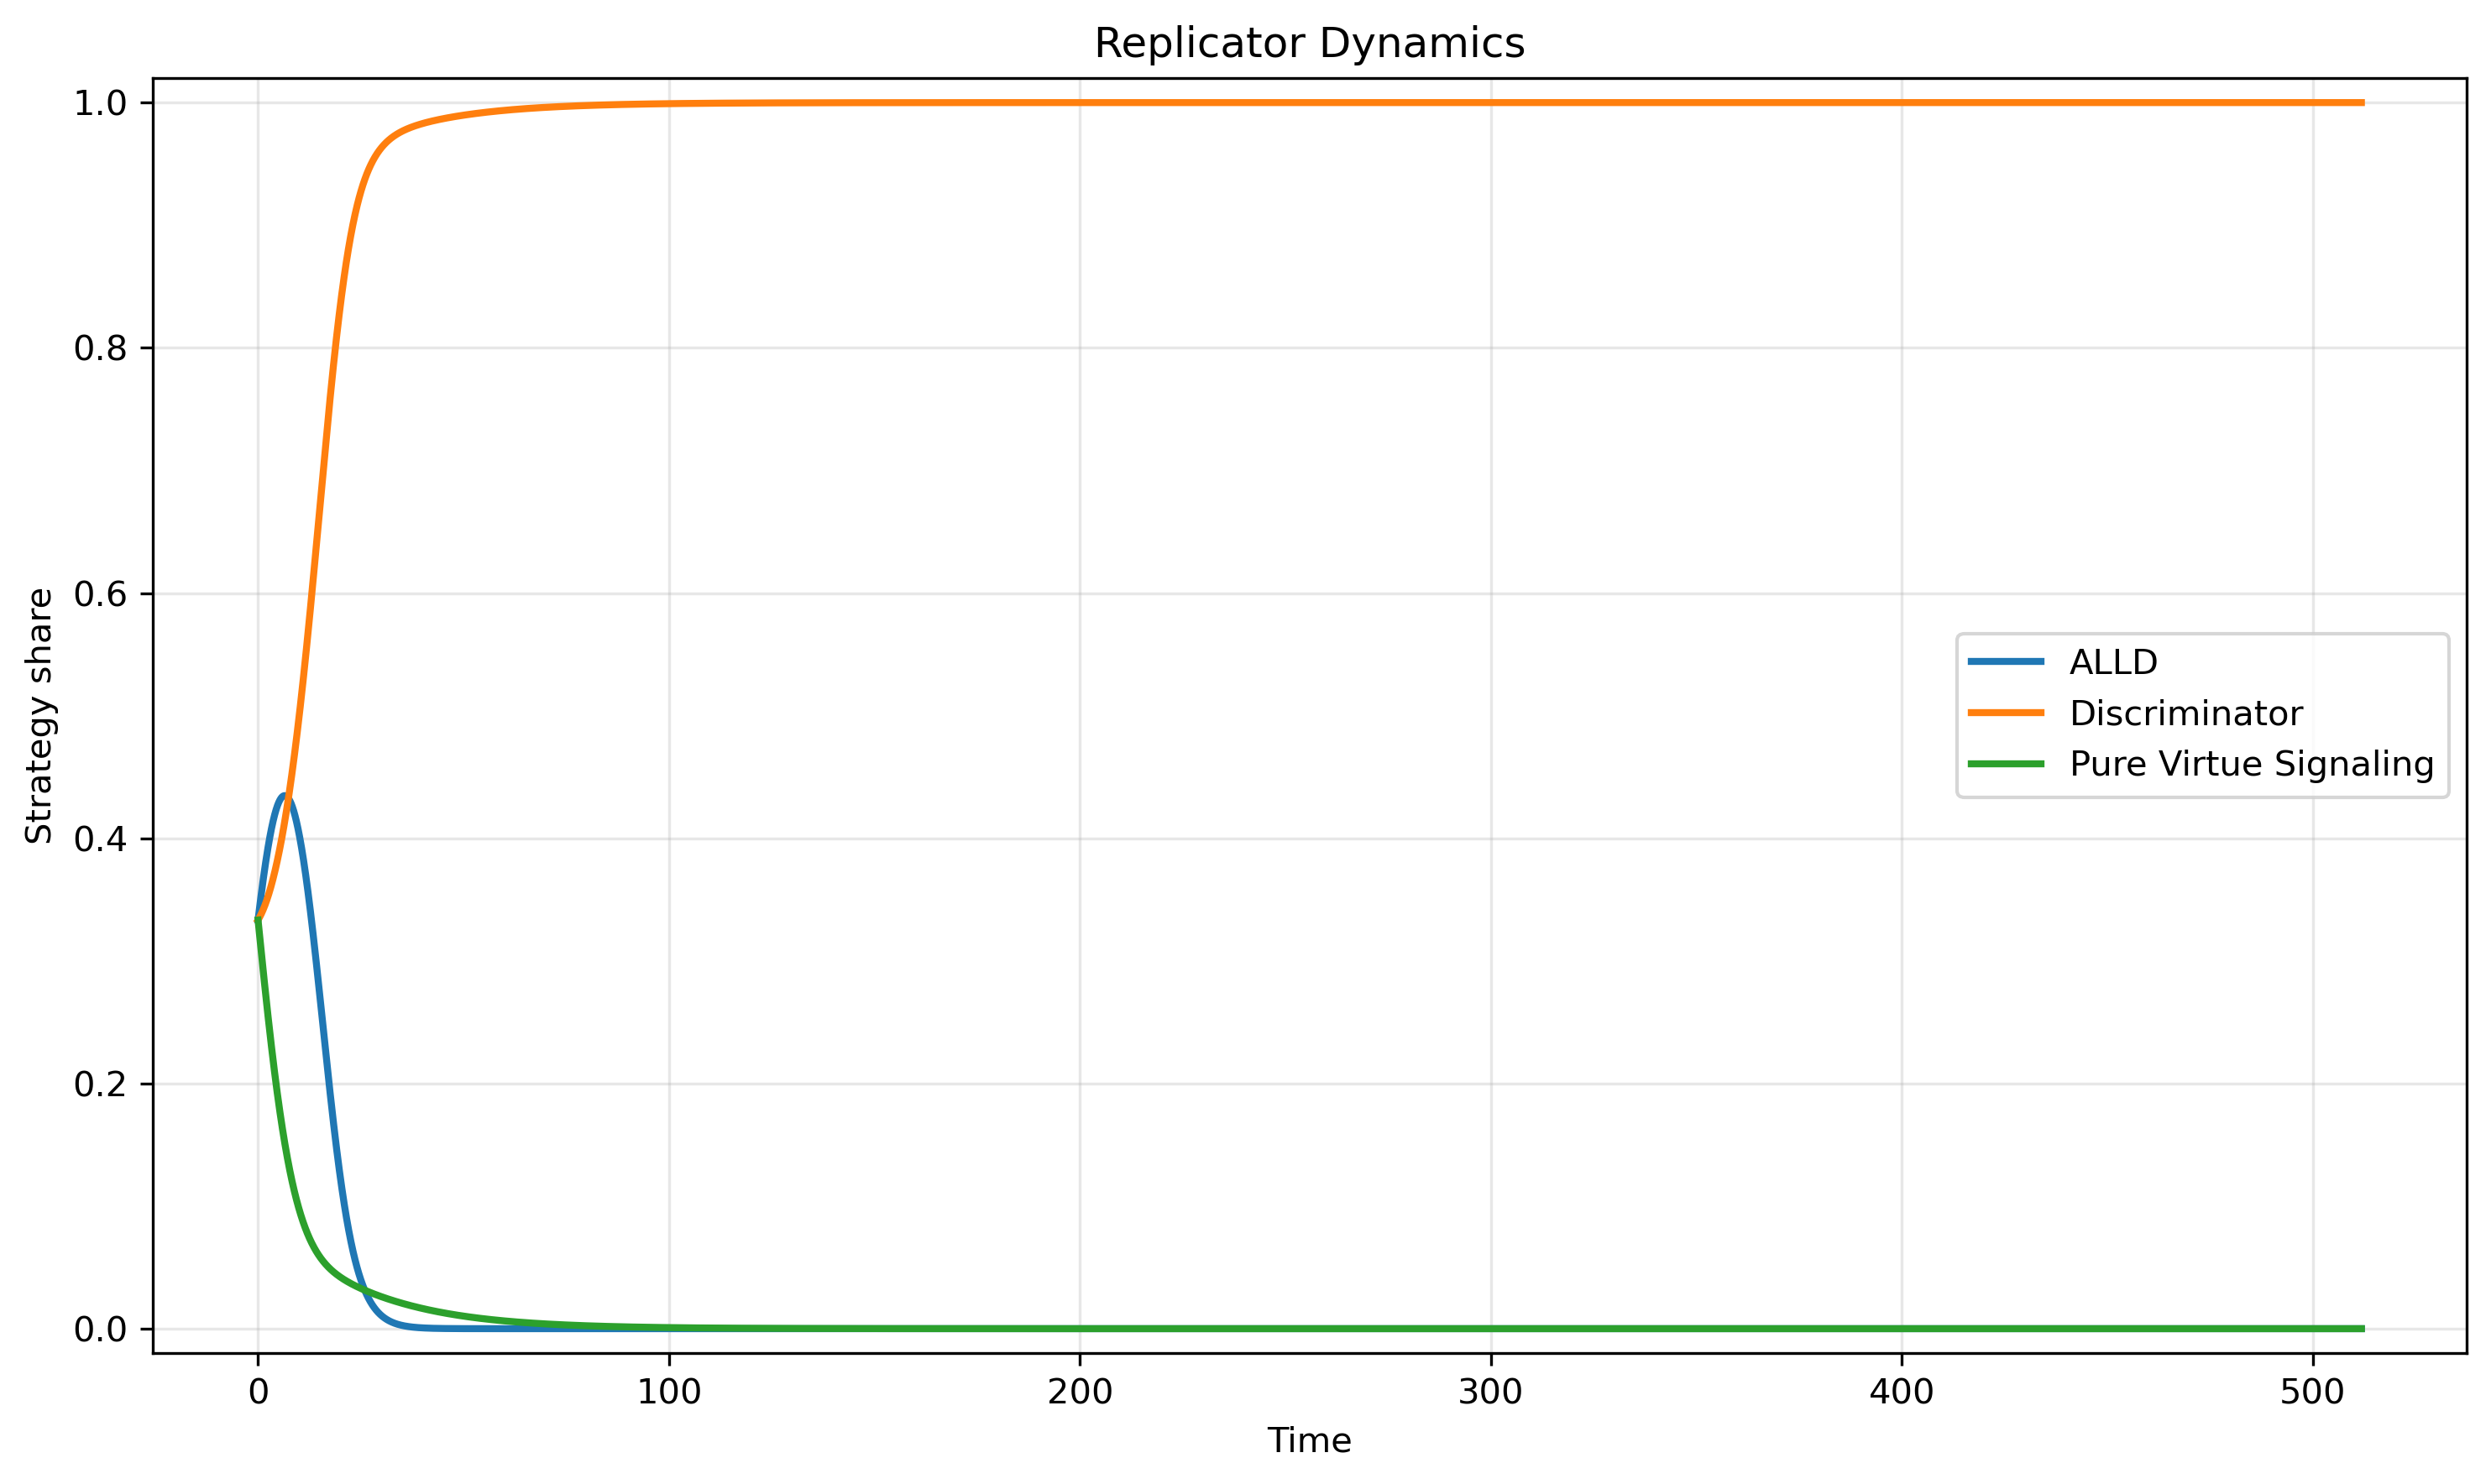 Replicator Dynamics
1.0
0.8
0.6
0.4
0.2
0.0
Strategy share
ALLD
Discriminator
Pure Virtue Signaling
0 100 200 300 400 500
Time